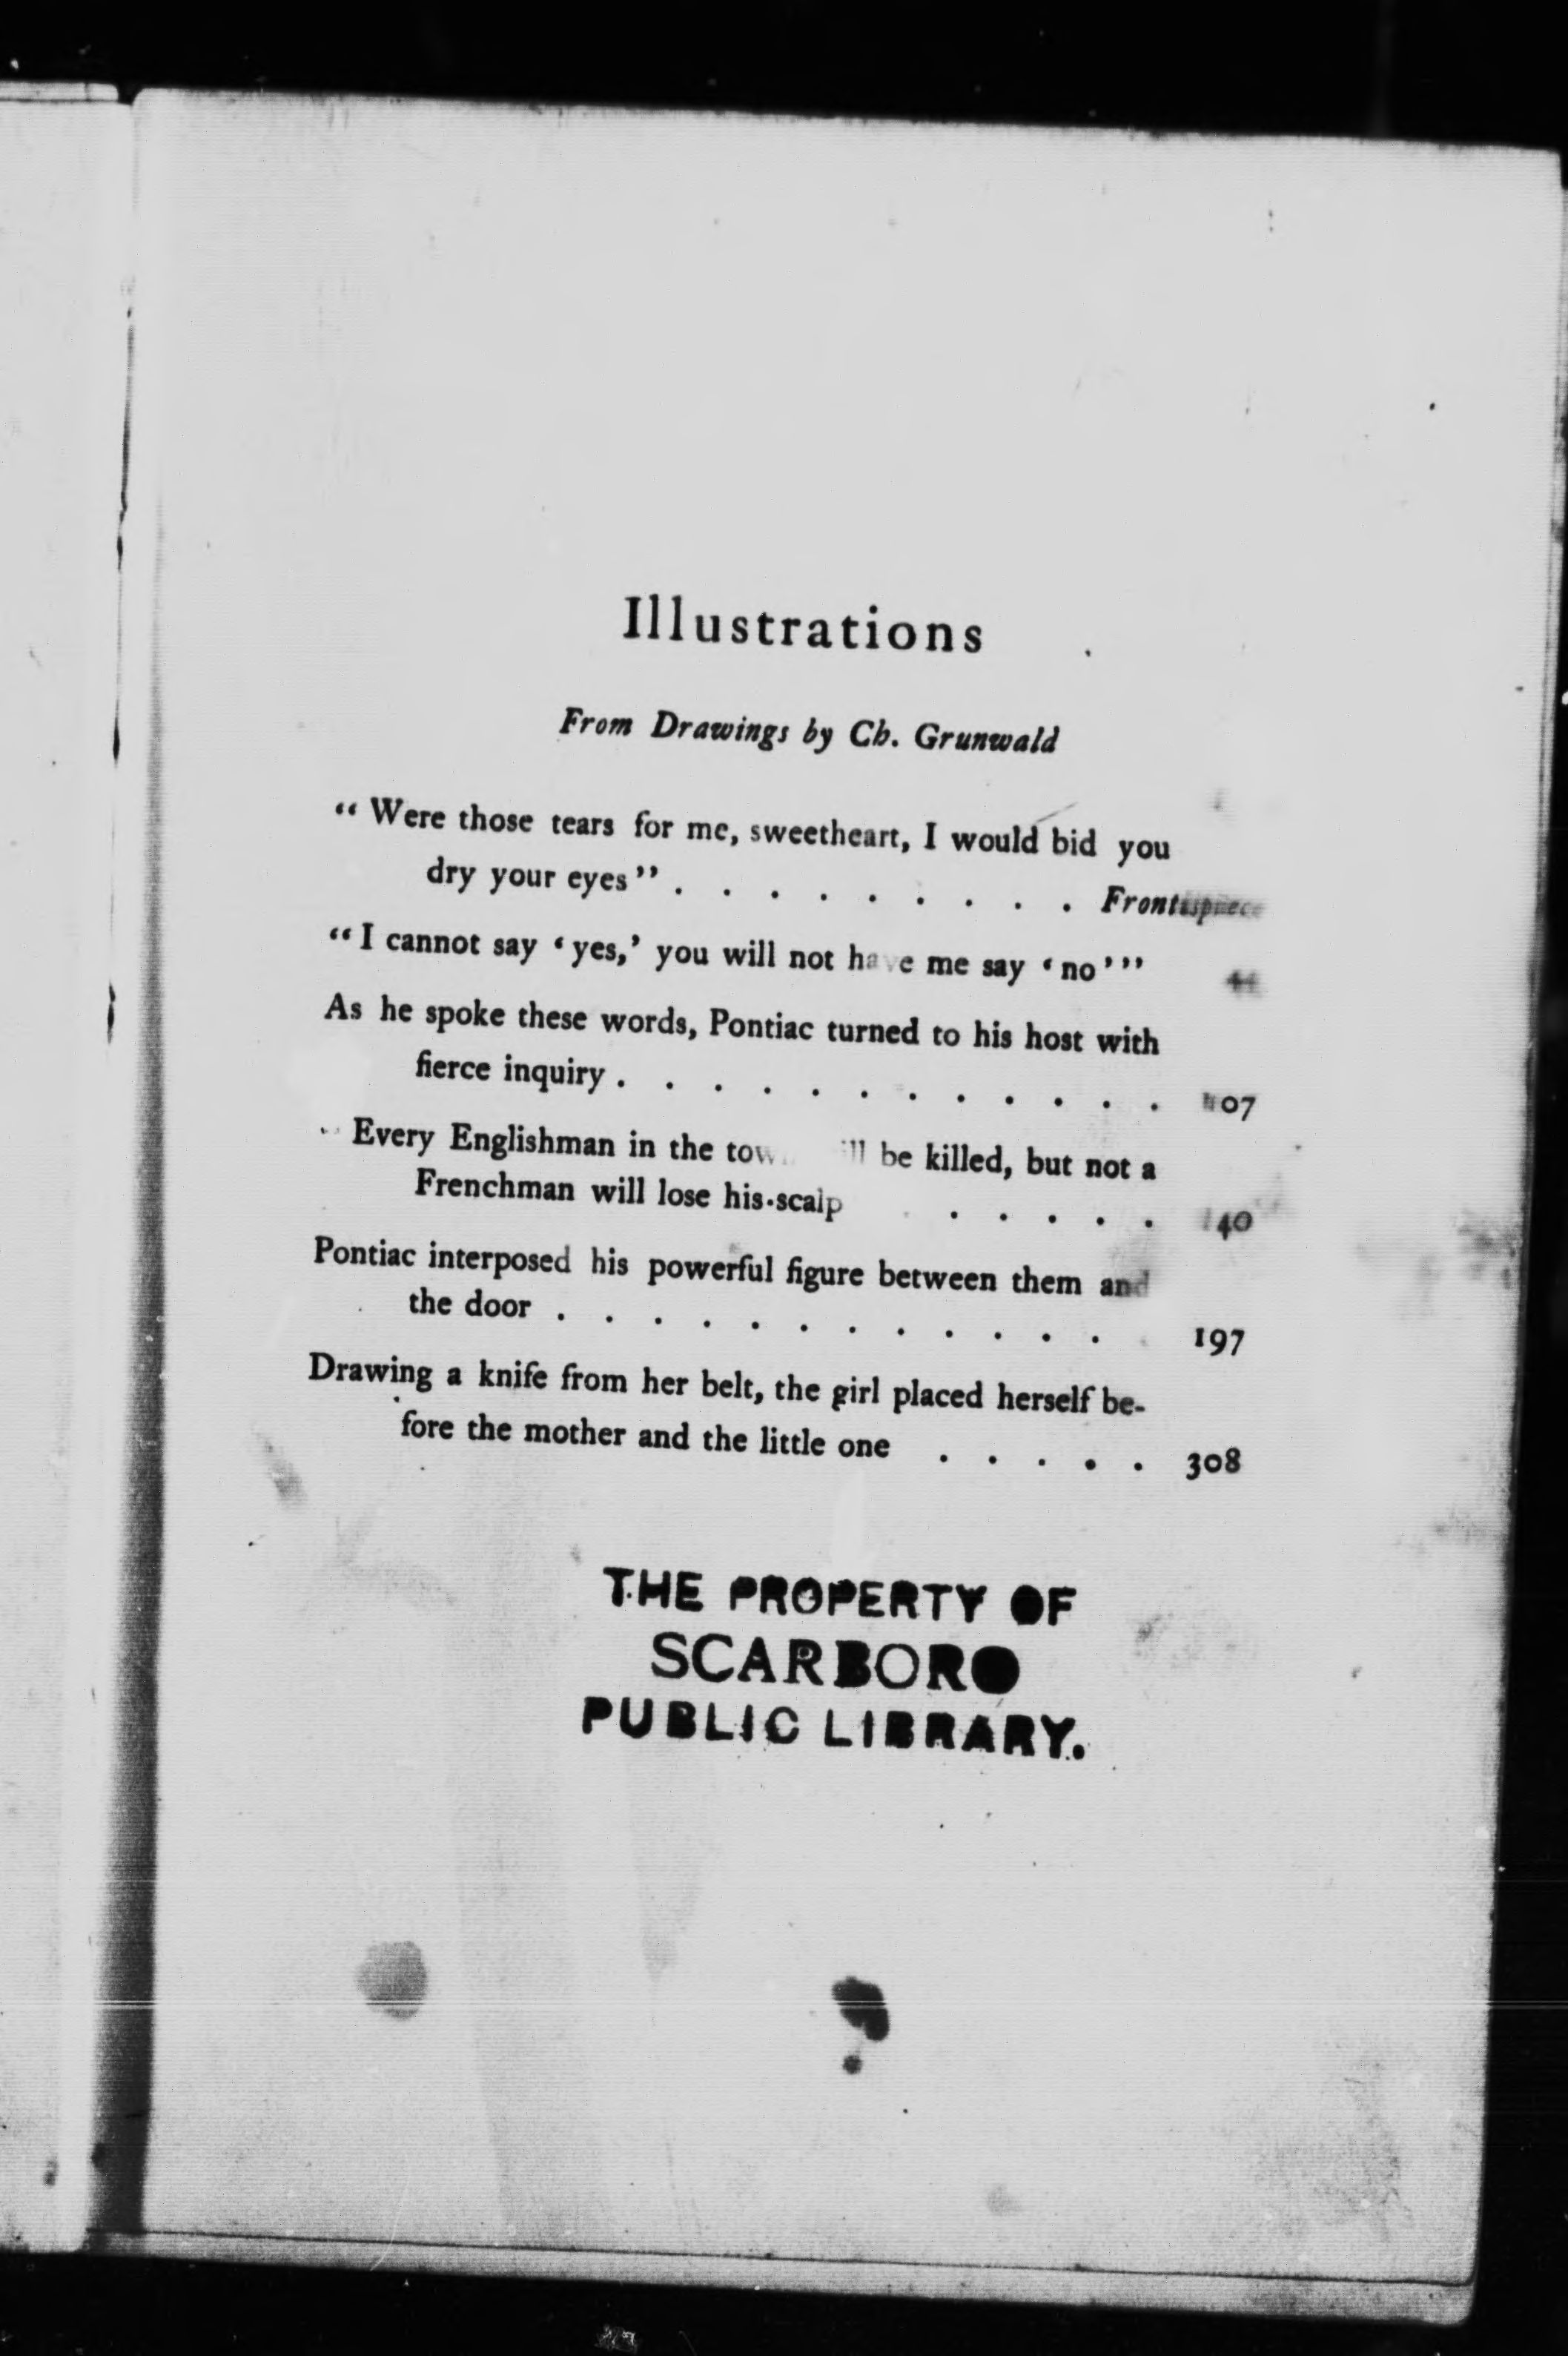 Illustrations
From Drawings by Ch. Grunwald
“ Were those tears for me, sweetheart, I would bid you
dry your eyes” . . . . . . . . . Frontispiece
“I cannot say ‘yes,’ you will not have me say ‘no’”
As he spoke these words, Pontiac turned to his host with
fierce inquiry . . . . . . . . . . . . 107
Every Englishman in the be killed, but not a
Frenchman will lose his scalp . . . . . 140
Pontiac interposed his powerful figure between them and
the door . . . . . . . . . . . . 197
Drawing a knife from her belt, the girl placed herself be-
fore the mother and the little one . . . . . 308
THE PROPERTY OF
SCARBORO
PUBLIC LIBRARY.